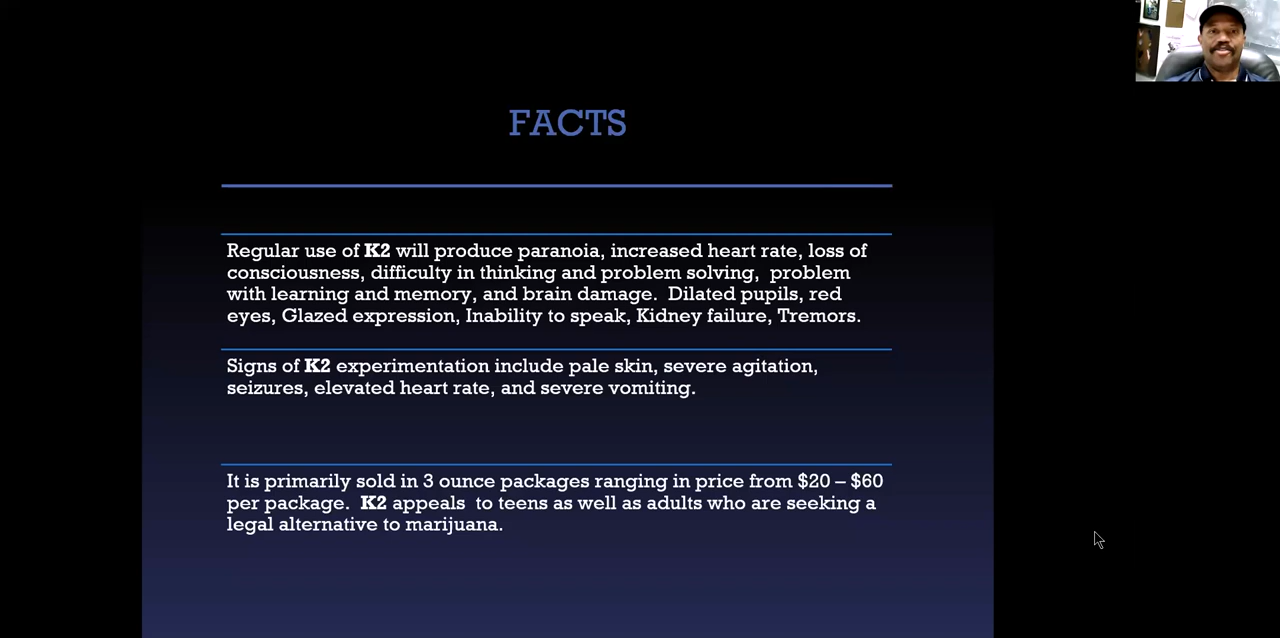 FACTS
Regular use of K2 will produce paranoia, increased heart rate, loss of
consciousness, difficulty in thinking and problem solving,  problem
with learning and memory, and brain damage.  Dilated pupils, red
eyes, Glazed expression, Inability to speak, Kidney failure, Tremors.
Signs of K2 experimentation include pale skin, severe agitation,
seizures, elevated heart rate, and severe vomiting.
It is primarily sold in 3 ounce packages ranging in price from $20 – $60
per package.  K2 appeals  to teens as well as adults who are seeking a
legal alternative to marijuana.